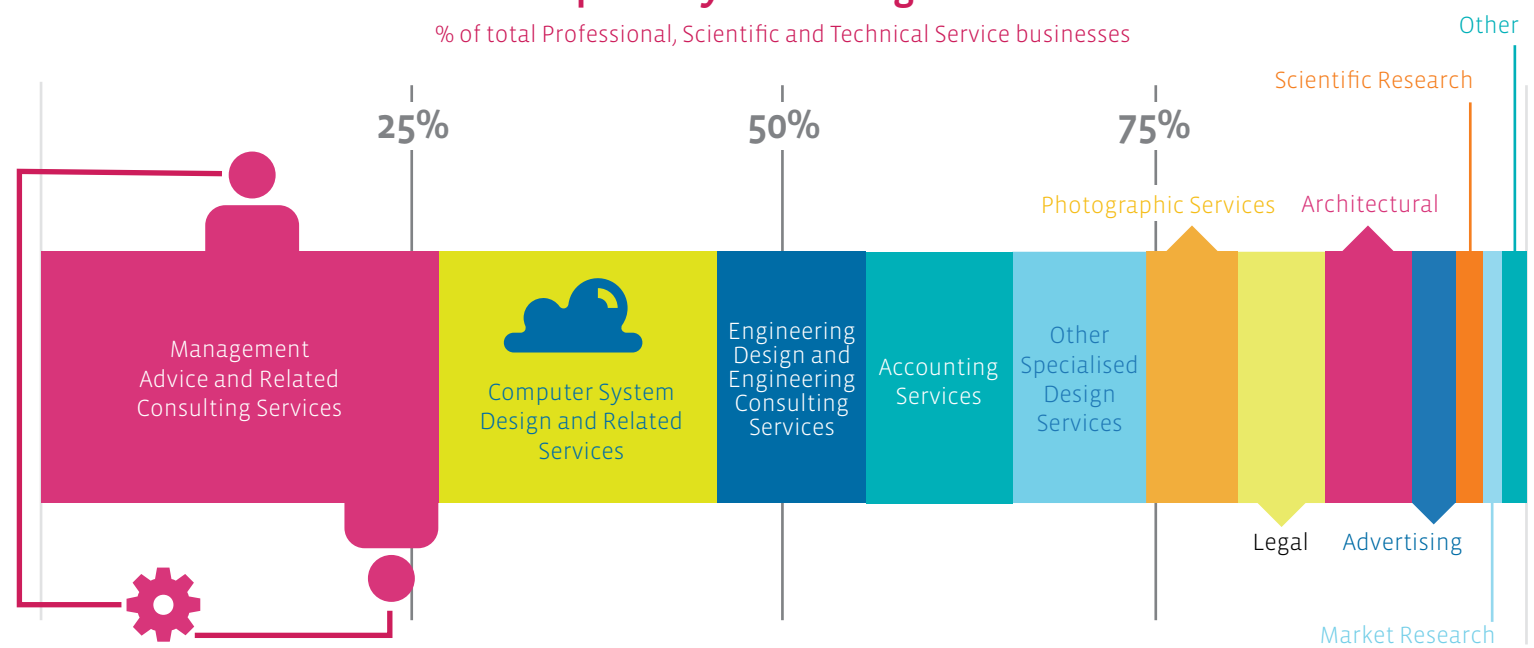 % of total Professional, Scientific and Technical Service businesses
Other
Scientific Research
25%
50%
75%
Photographic Services
Architectural
Management
Advice and Related
Consulting Services
Computer System
Design and Related
Services
Engineering
Design and
Engineering
Consulting
Services
Accounting
Services
Other
Specialised
Design
Services
Legal
Advertising
Market Research